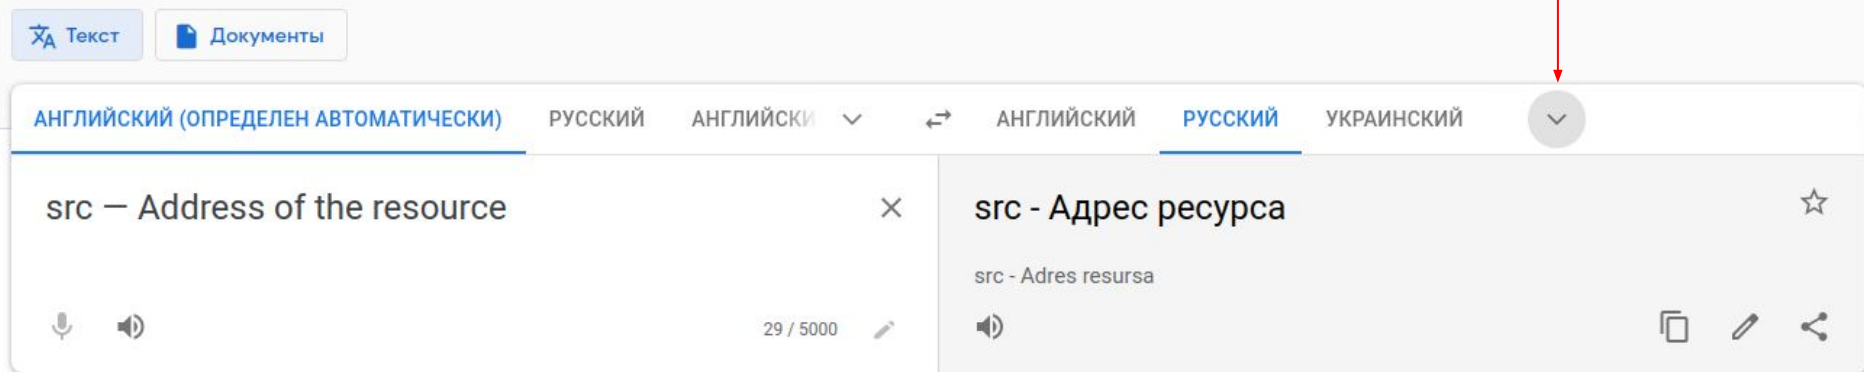 Текст
Документы
АНГЛИЙСКИЙ (ОПРЕДЕЛЕН АВТОМАТИЧЕСКИ) РУССКИЙ АНГЛИЙСКИ АНГЛИЙСКИЙ РУССКИЙ УКРАИНСКИЙ
src — Address of the resource
29 / 5000
src - Адрес ресурса
src - Adres resursa